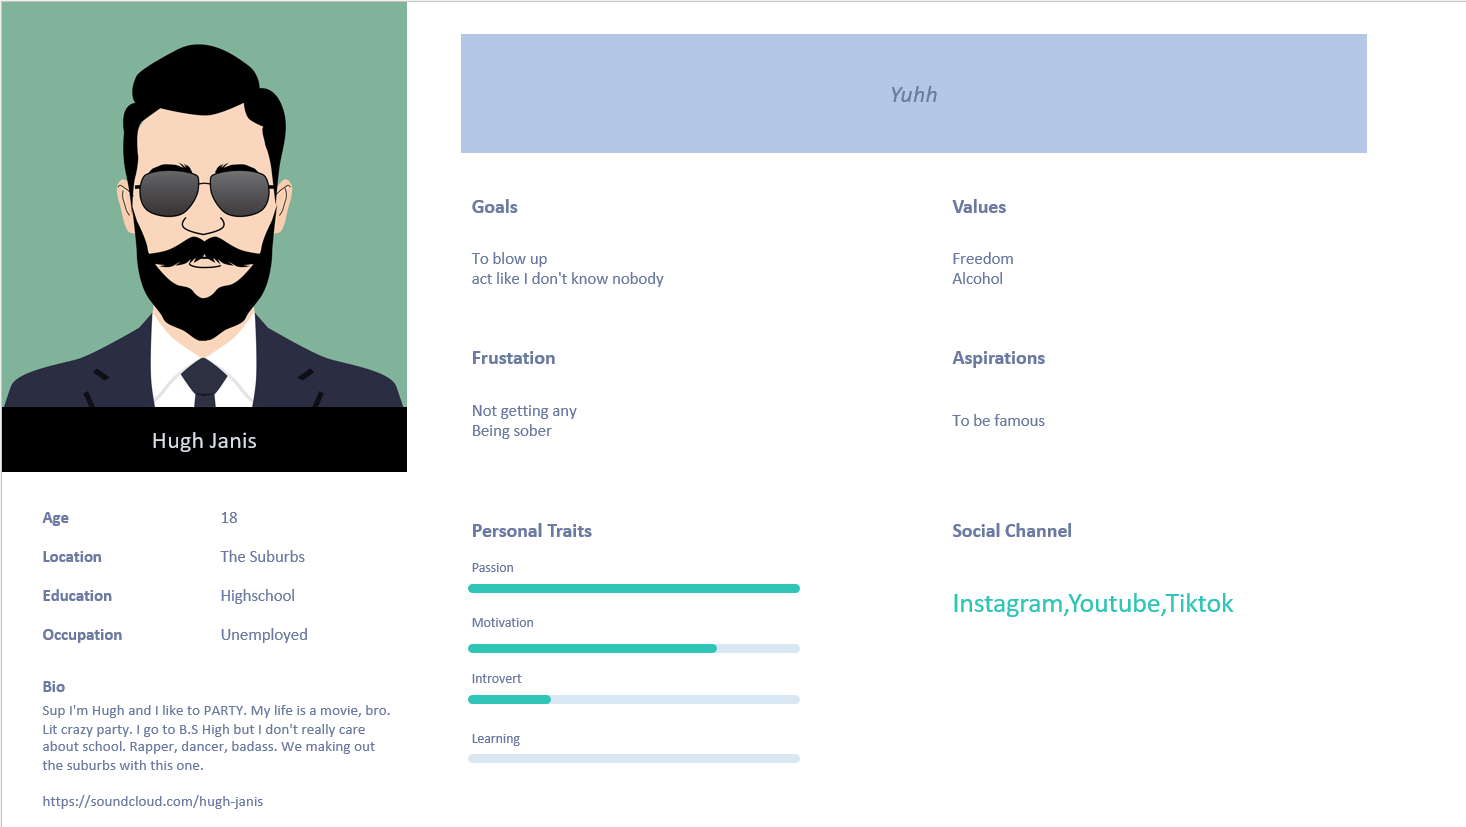 Yuhh
Hugh Janis
Age 18
Location The Suburbs
Education Highschool
Occupation Unemployed
Bio
Sup I'm Hugh and I like to PARTY. My life is a movie, bro.
Lit crazy party. I go to B.S High but I don't really care
about school. Rapper, dancer, badass. We making out
the suburbs with this one.
https://soundcloud.com/hugh-janis
Goals
To blow up
act like I don't know nobody
Values
Freedom
Alcohol
Frustation
Not getting any
Being sober
Aspirations
To be famous
Personal Traits
Passion
Motivation
Introvert
Learning
Social Channel
Instagram,Youtube,Tiktok